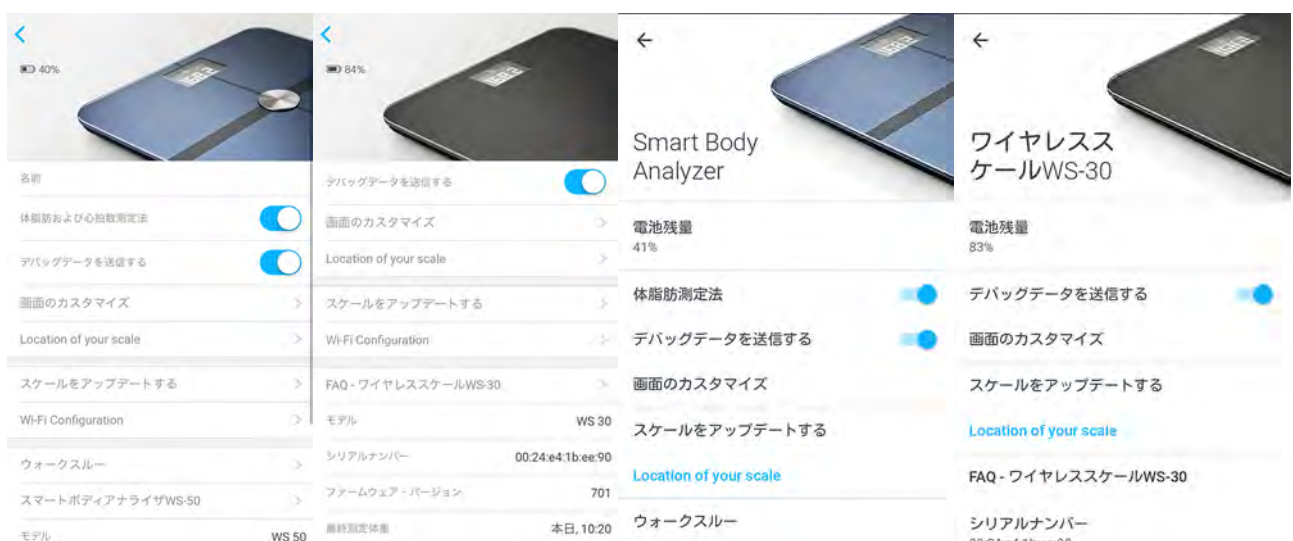 40%
名前
体脂肪および心拍数測定法
デバッグデータを送信する
画面のカスタマイズ
Location of your scale
スケールをアップデートする
Wi-Fi Configuration
ウォークスルー
スマートボディアナライザWS-50
モデル WS 50
84%
デバッグデータを送信する
画面のカスタマイズ
Location of your scale
スケールをアップデートする
Wi-Fi Configuration
FAQ - ワイヤレススケールWS-30
モデル WS 30
シリアルナンバー 00:24:e4:1b:ee:90
ファームウェア・バージョン 701
最終測定体重 本日, 10:20
Smart Body
Analyzer
電池残量
41%
体脂肪測定法
デバッグデータを送信する
画面のカスタマイズ
スケールをアップデートする
Location of your scale
ウォークスルー
ワイヤレスス
ケールWS-30
電池残量
83%
デバッグデータを送信する
画面のカスタマイズ
スケールをアップデートする
Location of your scale
FAQ - ワイヤレススケールWS-30
シリアルナンバー